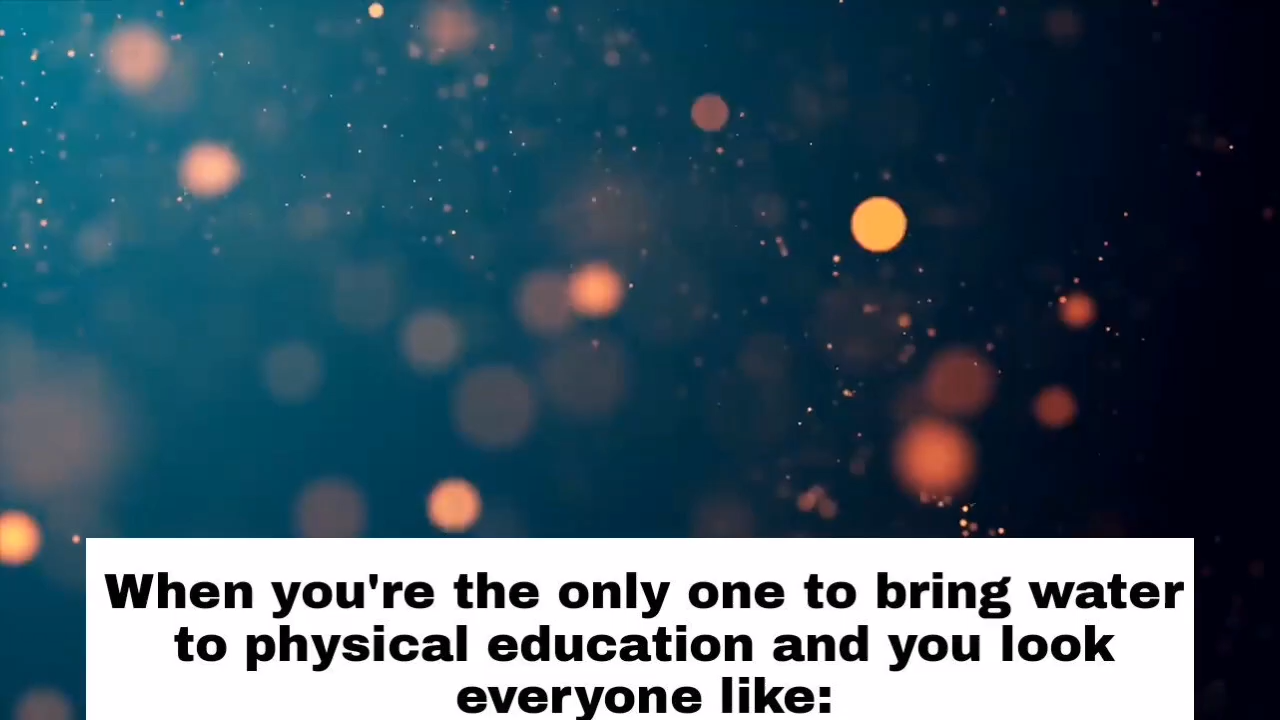 When you're the only one to bring water
to physical education and you look
everyone like: